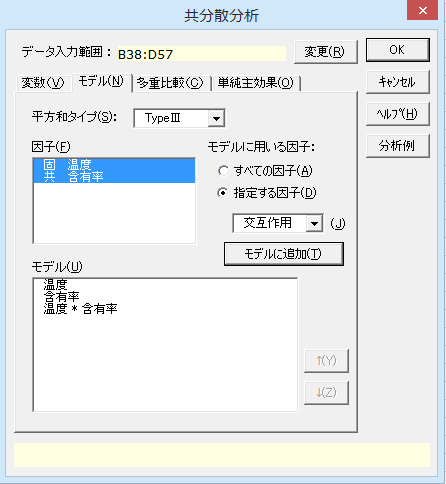 共分散分析
データ入力範囲： B38:D57
変更(R)
OK
キャンセル
ヘルプ(H)
分析例
変数(V) モデル(N) 多重比較(C) 単純主効果(O)
平方和タイプ(S)： TypeⅢ
因子(F)
固 温度
共 含有率
モデルに用いる因子：
すべての因子(A)
指定する因子(D)
交互作用 (J)
モデルに追加(T)
モデル(U)
温度
含有率
温度 * 含有率
↑(Y)
↓(Z)